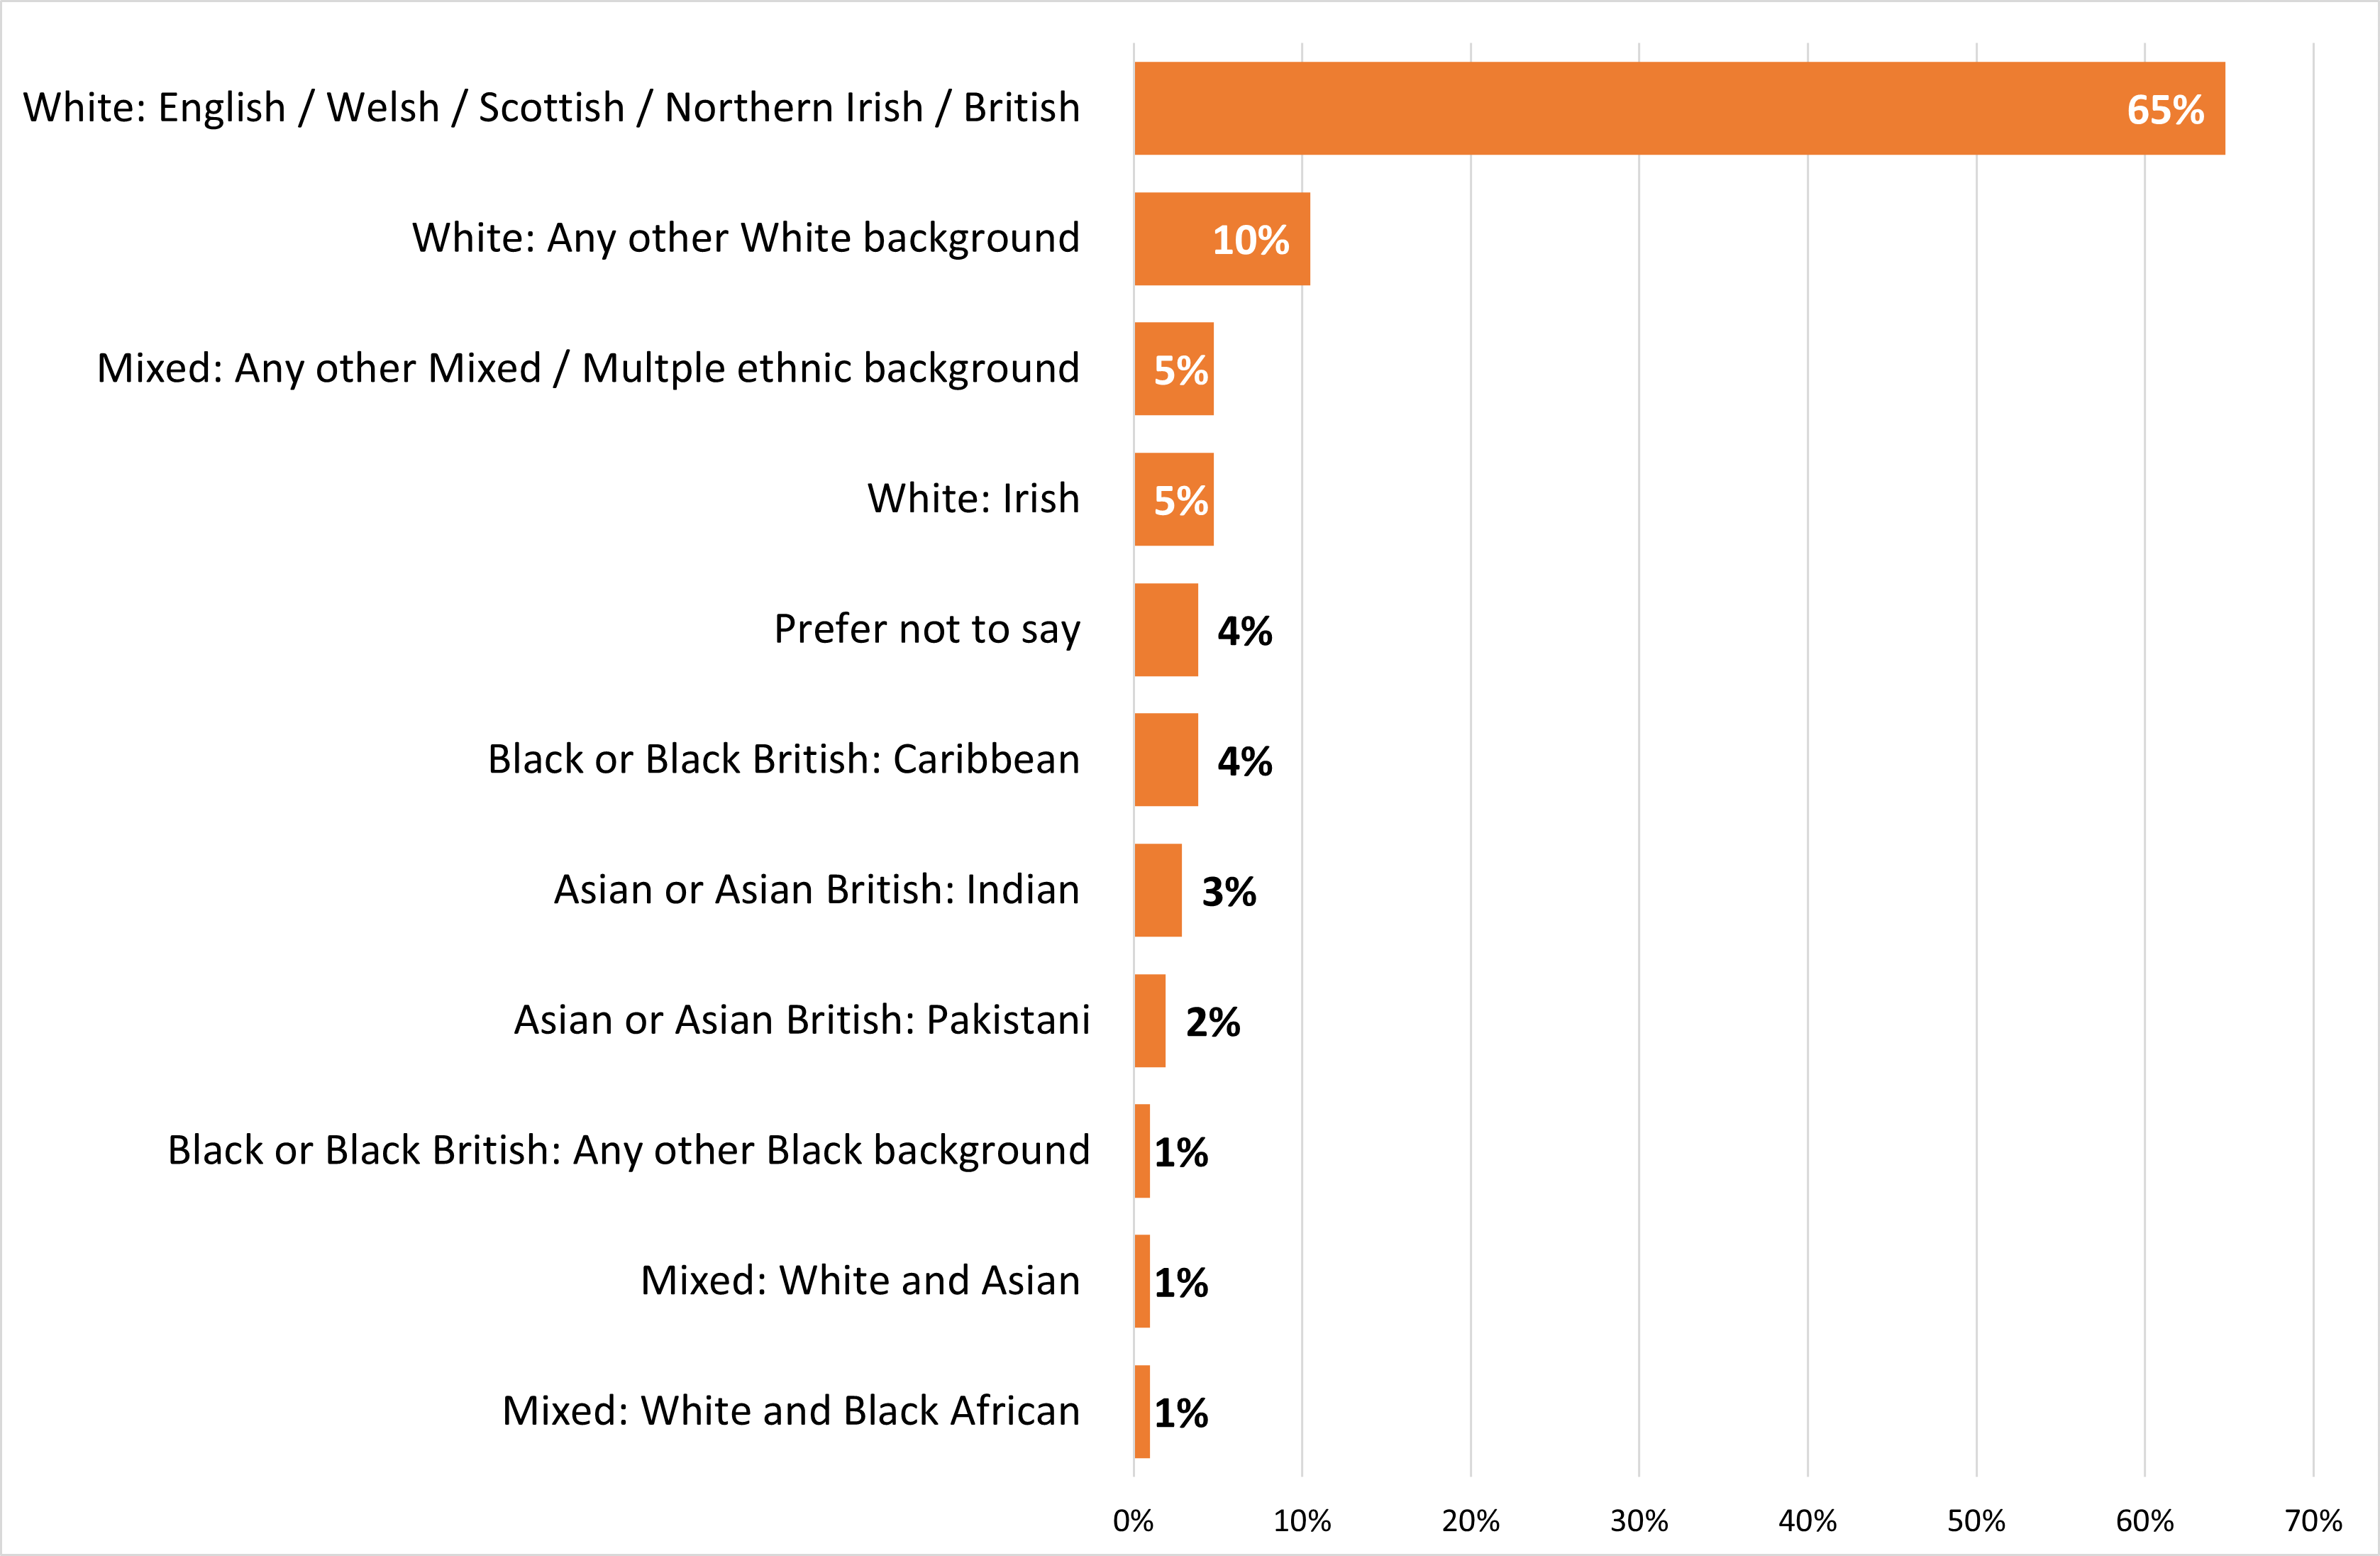 White: English / Welsh / Scottish / Northern Irish / British 65%
White: Any other White background 10%
Mixed: Any other Mixed / Multple ethnic background 5%
White: Irish 5%
Prefer not to say 4%
Black or Black British: Caribbean 4%
Asian or Asian British: Indian 3%
Asian or Asian British: Pakistani 2%
Black or Black British: Any other Black background 1%
Mixed: White and Asian 1%
Mixed: White and Black African 1%
0% 10% 20% 30% 40% 50% 60% 70%